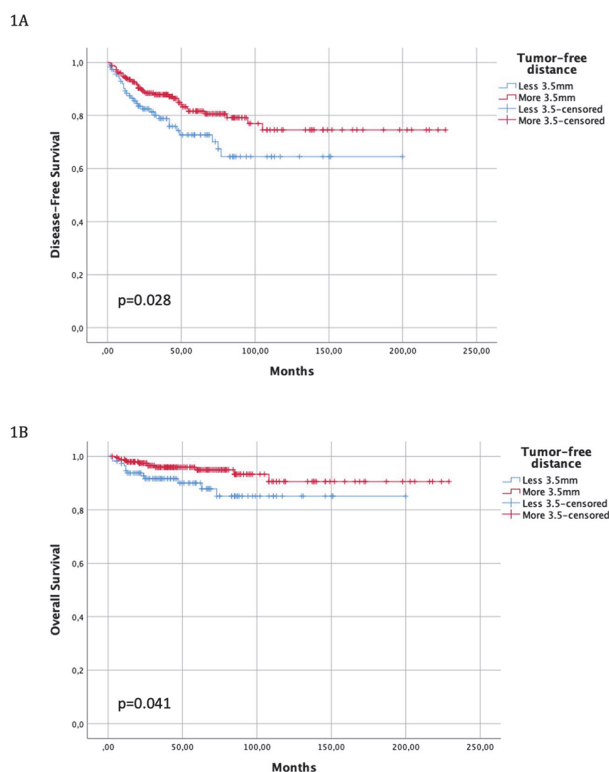 1A
Tumor-free
distance
Less 3.5mm
More 3.5mm
Less 3.5-censored
More 3.5-censored
1,0
0,8
0,6
0,4
0,2
0,0
Disease-Free Survival
p=0.028
,00 50,00 100,00 150,00 200,00 250,00
Months
1B
Tumor-free
distance
Less 3.5mm
More 3.5mm
Less 3.5-censored
More 3.5-censored
1,0
0,8
0,6
0,4
0,2
0,0
Overall Survival
p=0.041
,00 50,00 100,00 150,00 200,00 250,00
Months